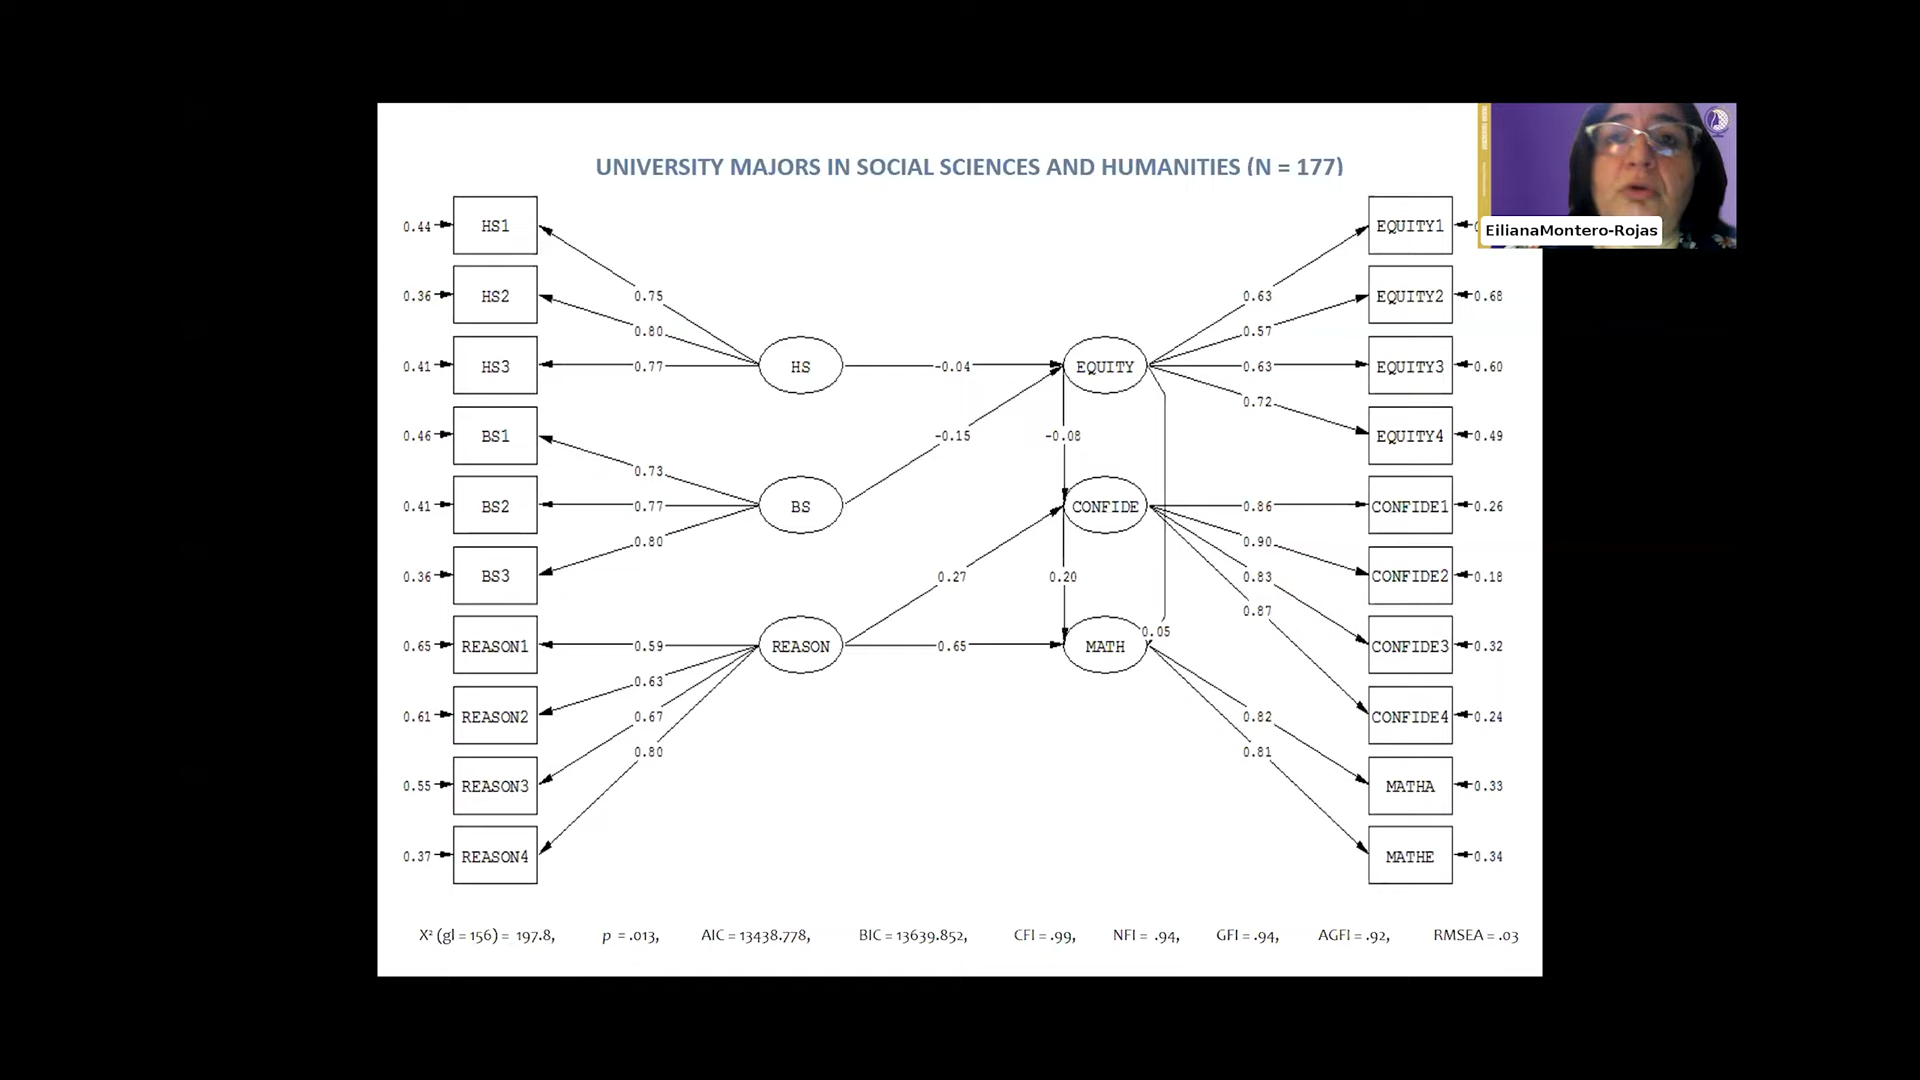 UNIVERSITY MAJORS IN SOCIAL SCIENCES AND HUMANITIES (N = 177)
EilianaMontero-Rojas
0.44 HS1 0.75 0.63 EQUITY1
0.36 HS2 0.80 0.57 EQUITY2 0.68
0.41 HS3 0.77 HS -0.04 EQUITY 0.63 EQUITY3 0.60
0.72
0.46 BS1 -0.15 -0.08 EQUITY4 0.49
0.73
0.41 BS2 0.77 BS CONFIDE 0.86 CONFIDE1 0.26
0.80 0.90
0.36 BS3 0.27 0.20 0.83 CONFIDE2 0.18
0.87
0.05
0.65 REASON1 0.59 REASON 0.65 MATH CONFIDE3 0.32
0.63
0.61 REASON2 0.67 0.82 CONFIDE4 0.24
0.80 0.81
0.55 REASON3 MATHA 0.33
0.37 REASON4 MATHE 0.34
X² (gl = 156) = 197.8, p = .013, AIC = 13438.778, BIC = 13639.852, CFI = .99, NFI = .94, GFI = .94, AGFI = .92, RMSEA = .03